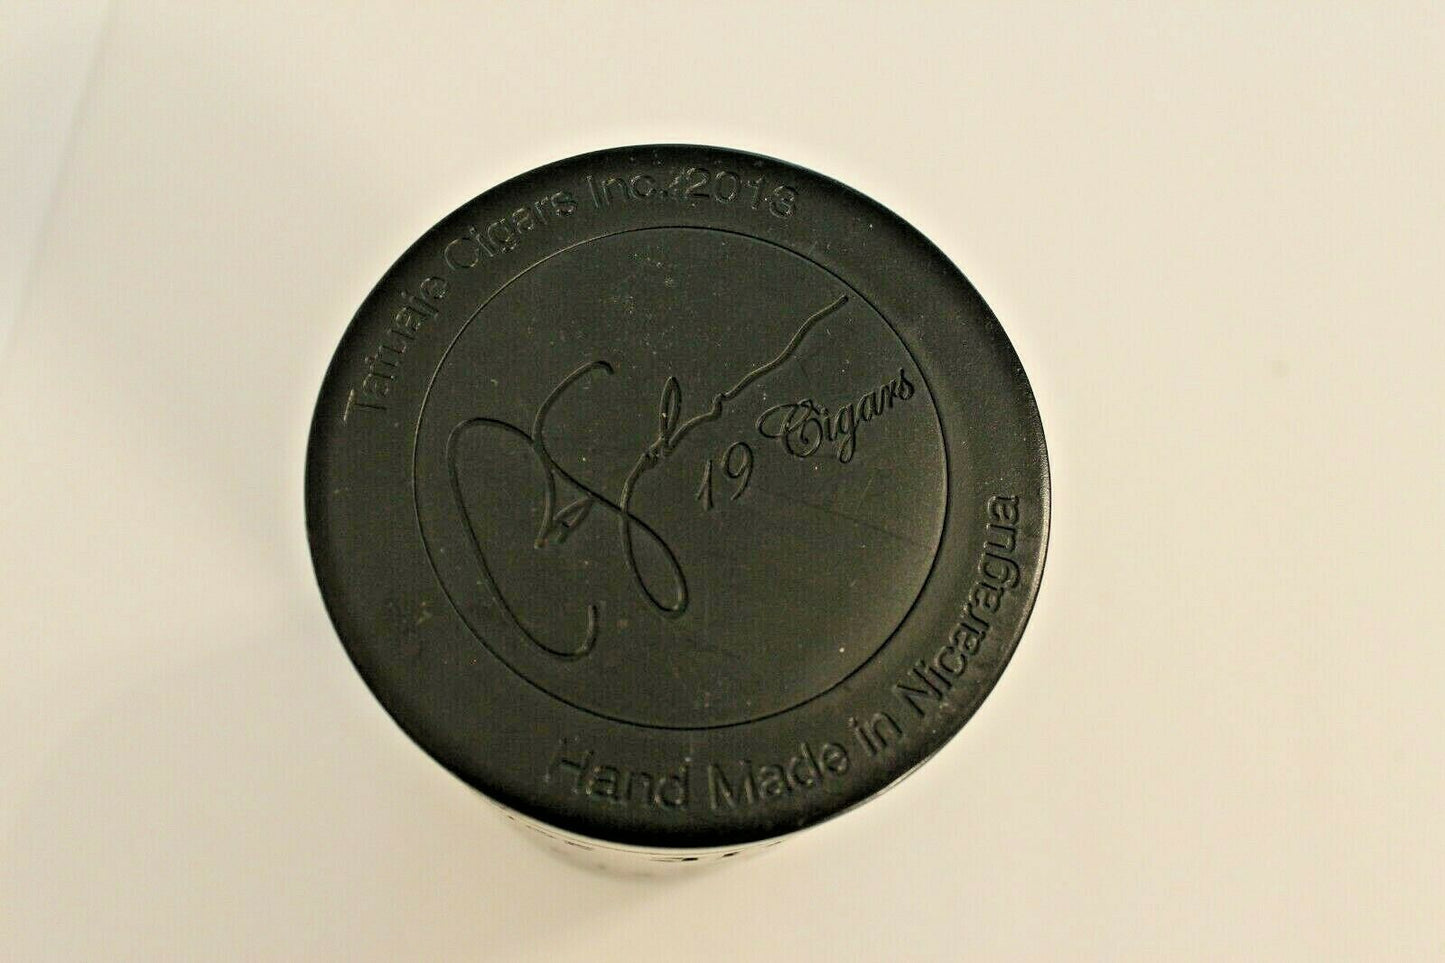 Tatuaje Cigars Inc. 2013
19 Cigars
Hand Made in Nicaragua